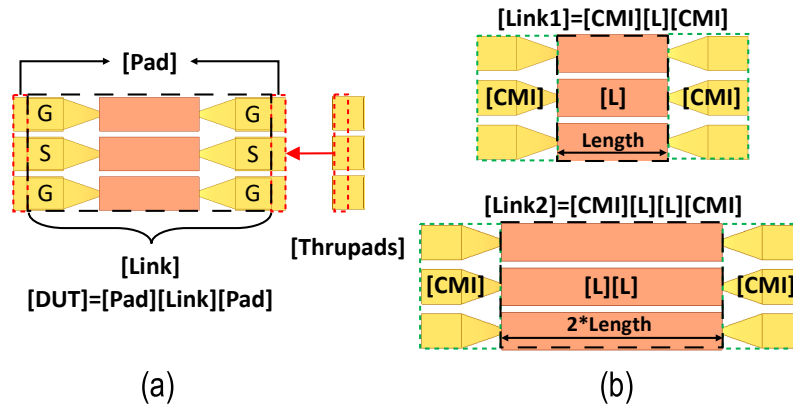 [Pad]
G
G
S
S
G
G
[Thrupads]
[Link]
[DUT]=[Pad][Link][Pad]
(a)
[Link1]=[CMI][L][CMI]
[CMI]
[L]
[CMI]
Length
[Link2]=[CMI][L][L][CMI]
[CMI]
[L][L]
[CMI]
2*Length
(b)